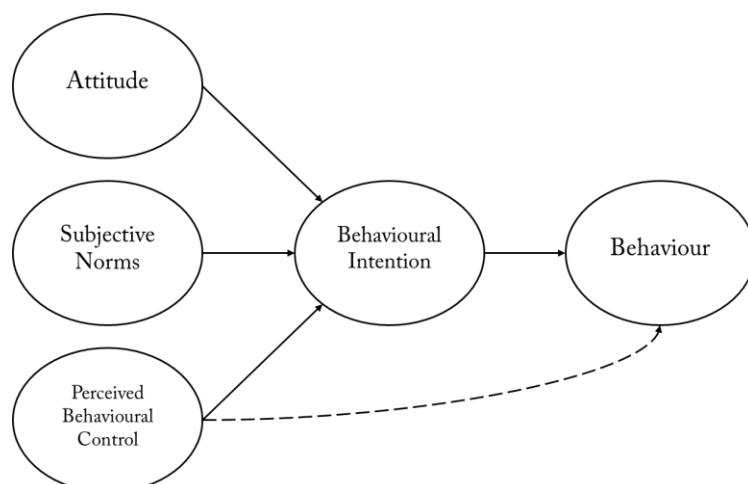 Attitude
Subjective
Norms
Behavioural
Intention
Behaviour
Perceived
Behavioural
Control